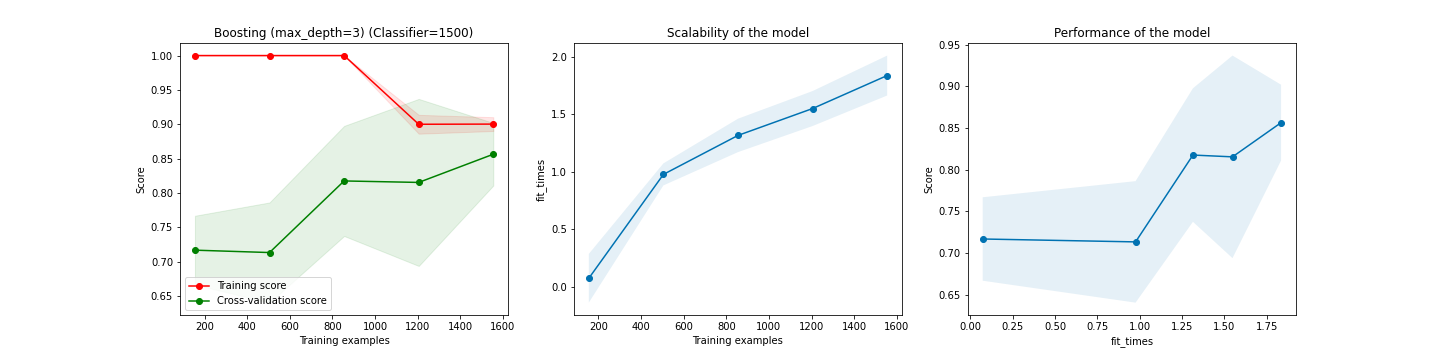 Boosting (max_depth=3) (Classifier=1500)
1.00
0.95
0.90
0.85
0.80
0.75
0.70
0.65
Score
Training score
Cross-validation score
200 400 600 800 1000 1200 1400 1600
Training examples
Scalability of the model
2.0
1.5
1.0
0.5
0.0
fit_times
200 400 600 800 1000 1200 1400 1600
Training examples
Performance of the model
0.95
0.90
0.85
0.80
0.75
0.70
0.65
Score
0.00 0.25 0.50 0.75 1.00 1.25 1.50 1.75
fit_times